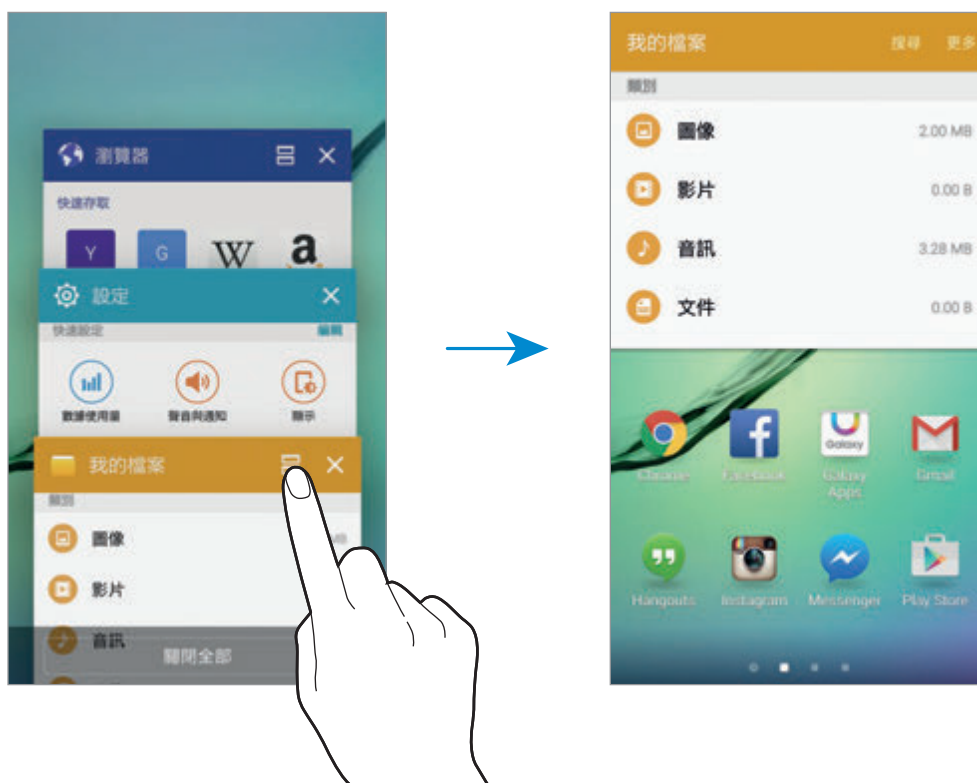 瀏覽器
快速存取
Y
G
W
a
設定
快速設定
編輯
數據使用量
聲音與通知
顯示
我的檔案
類別
圖像
MB
影片
音訊
關閉全部
我的檔案
搜尋
更多
類別
圖像
2.00 MB
影片
0.00 B
音訊
3.28 MB
文件
0.00 B
Galaxy
Chrome
Facebook
Galaxy
Apps
Gmail
Hangouts
Instagram
Messenger
Play Store